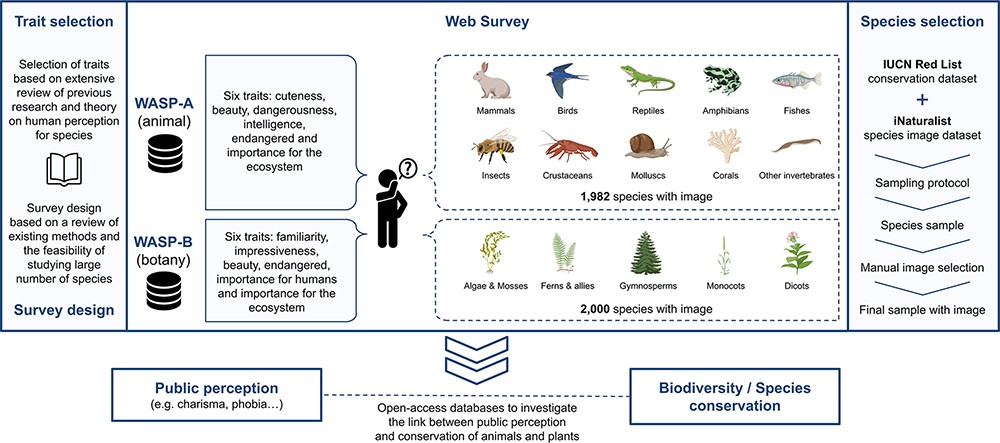 Trait selection
Selection of traits
based on extensive
review of previous
research and theory
on human perception
for species
Survey design
based on a review of
existing methods and
the feasibility of
studying large
number of species
Survey design
Web Survey
WASP-A
(animal)
Six traits: cuteness,
beauty, dangerousness,
intelligence,
endangered and
importance for the
ecosystem
WASP-B
(botany)
Six traits: familiarity,
impressiveness,
beauty, endangered,
importance for humans
and importance for the
ecosystem
?
Mammals Birds Reptiles Amphibians Fishes
Insects Crustaceans Molluscs Corals Other invertebrates
1,982 species with image
Algae & Mosses Ferns & allies Gymnosperms Monocots Dicots
2,000 species with image
Species selection
IUCN Red List
conservation dataset
+
iNaturalist
species image dataset
Sampling protocol
Species sample
Manual image selection
Final sample with image
Public perception
(e.g. charisma, phobia…)
Open-access databases to investigate
the link between public perception
and conservation of animals and plants
Biodiversity / Species
conservation